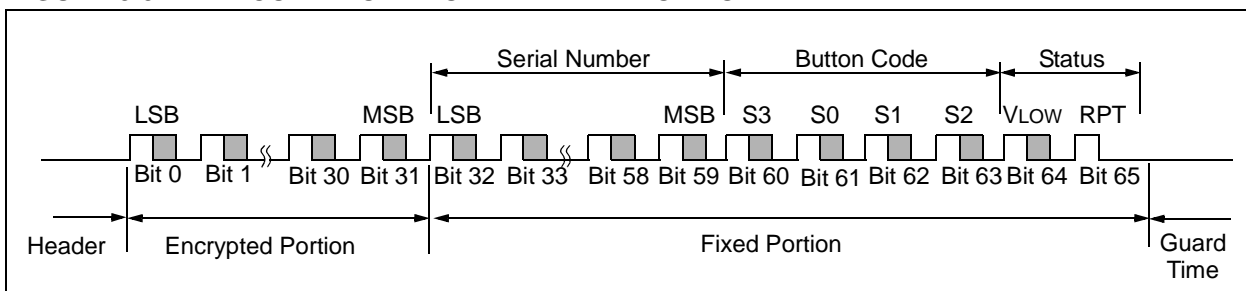 Serial Number Button Code Status
LSB MSB LSB MSB S3 S0 S1 S2 VLOW RPT
Bit 0 Bit 1 Bit 30 Bit 31 Bit 32 Bit 33 Bit 58 Bit 59 Bit 60 Bit 61 Bit 62 Bit 63 Bit 64 Bit 65
Header Encrypted Portion Fixed Portion Guard
Time